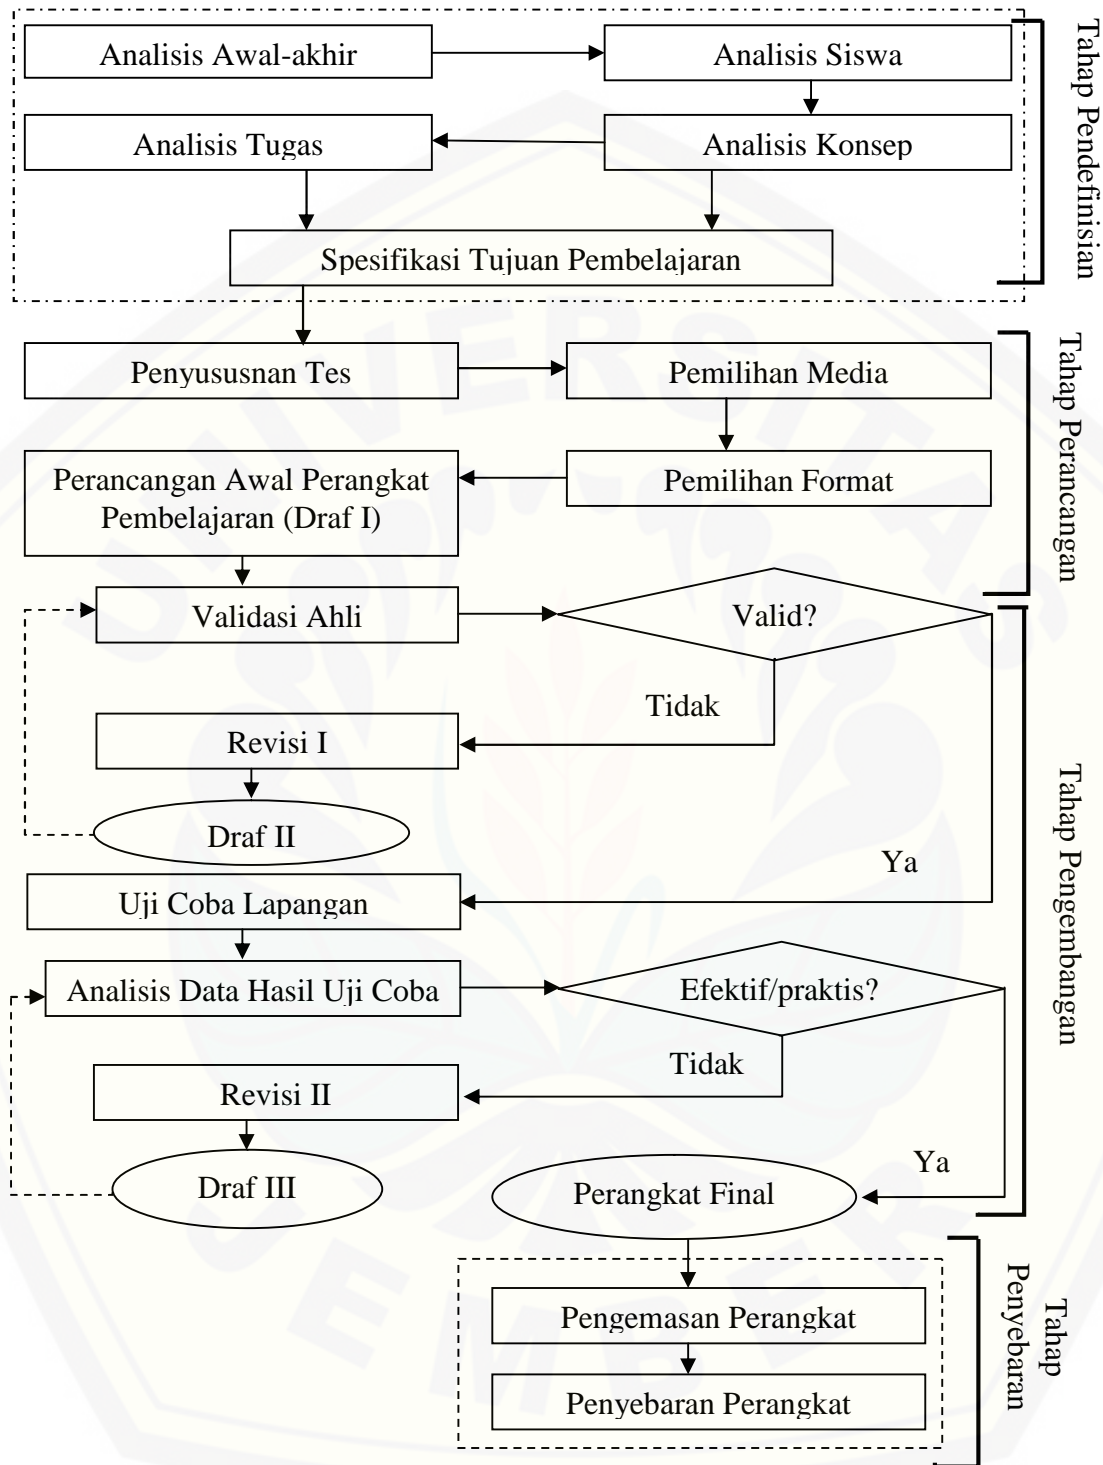 Analisis Awal-akhir
Analisis Siswa
Tahap Pendefinisian
Analisis Tugas
Analisis Konsep
Spesifikasi Tujuan Pembelajaran
Penyususnan Tes
Pemilihan Media
Tahap Perancangan
Perancangan Awal Perangkat
Pembelajaran (Draf I)
Pemilihan Format
Validasi Ahli
Valid?
Tidak
Revisi I
Draf II
Ya
Tahap Pengembangan
Uji Coba Lapangan
Analisis Data Hasil Uji Coba
Efektif/praktis?
Tidak
Revisi II
Draf III
Ya
Perangkat Final
Tahap
Penyebaran
Pengemasan Perangkat
Penyebaran Perangkat
UNIVERSITAS
JEMBER